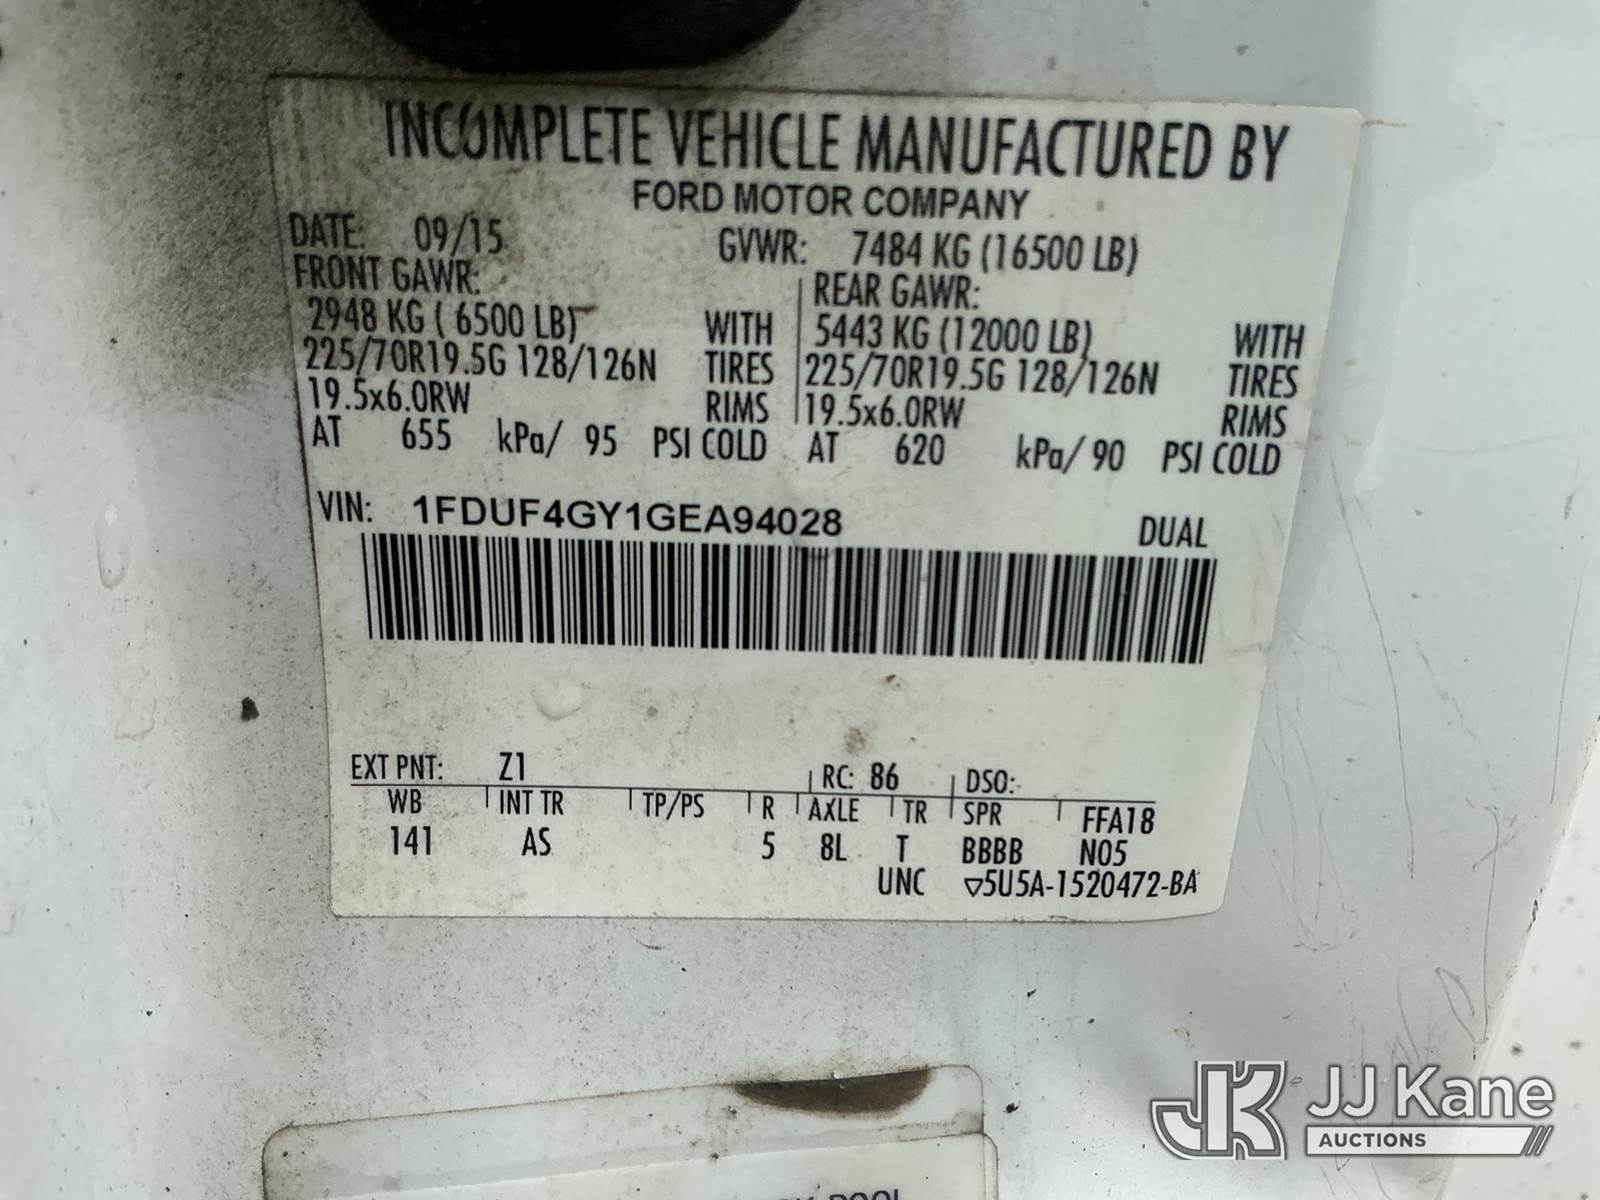 INCOMPLETE VEHICLE MANUFACTURED BY
FORD MOTOR COMPANY
DATE: 09/15 GVWR: 7484 KG (16500 LB)
FRONT GAWR: REAR GAWR:
2948 KG ( 6500 LB) WITH 5443 KG (12000 LB) WITH
225/70R19.5G 128/126N TIRES 225/70R19.5G 128/126N TIRES
19.5x6.0RW RIMS 19.5x6.0RW RIMS
AT 655 kPa/ 95 PSI COLD AT 620 kPa/ 90 PSI COLD
VIN: 1FDUF4GY1GEA94028 DUAL
EXT PNT: Z1 RC: 86 DSO:
WB INT TR TP/PS R AXLE TR SPR FFA18
141 AS 5 8L T BBBB N05
UNC ▽5U5A-1520472-BA
JK JJ Kane
AUCTIONS
POOL